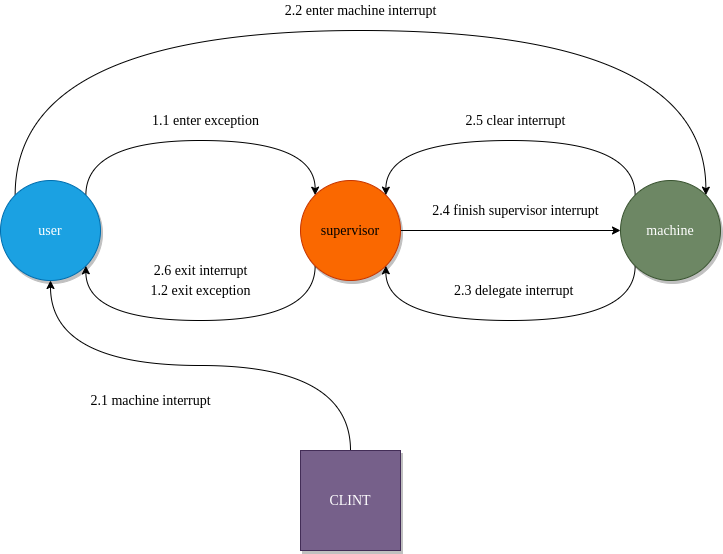 2.2 enter machine interrupt
1.1 enter exception
2.5 clear interrupt
2.4 finish supervisor interrupt
user
supervisor
machine
2.6 exit interrupt
1.2 exit exception
2.3 delegate interrupt
2.1 machine interrupt
CLINT